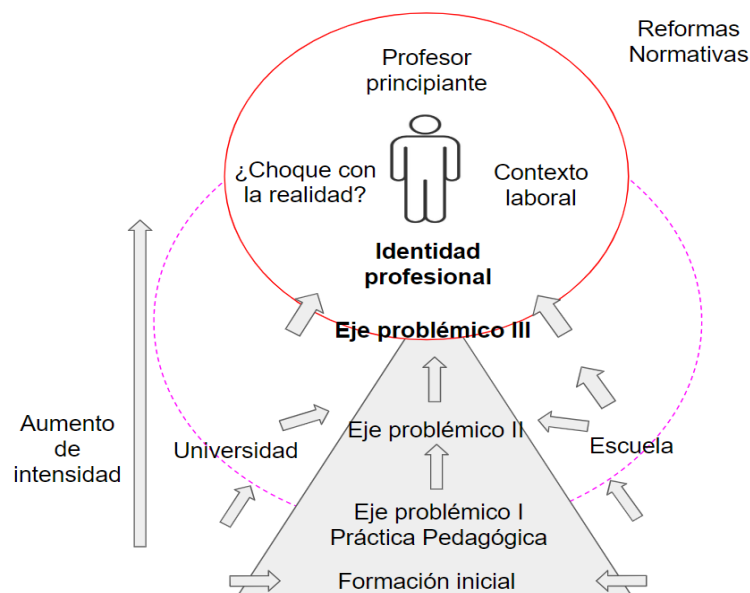 Reformas
Normativas
Profesor
principiante
¿Choque con
la realidad?
Contexto
laboral
Identidad
profesional
Eje problémico III
Aumento
de
intensidad
Universidad
Eje problémico II
Escuela
Eje problémico I
Práctica Pedagógica
Formación inicial